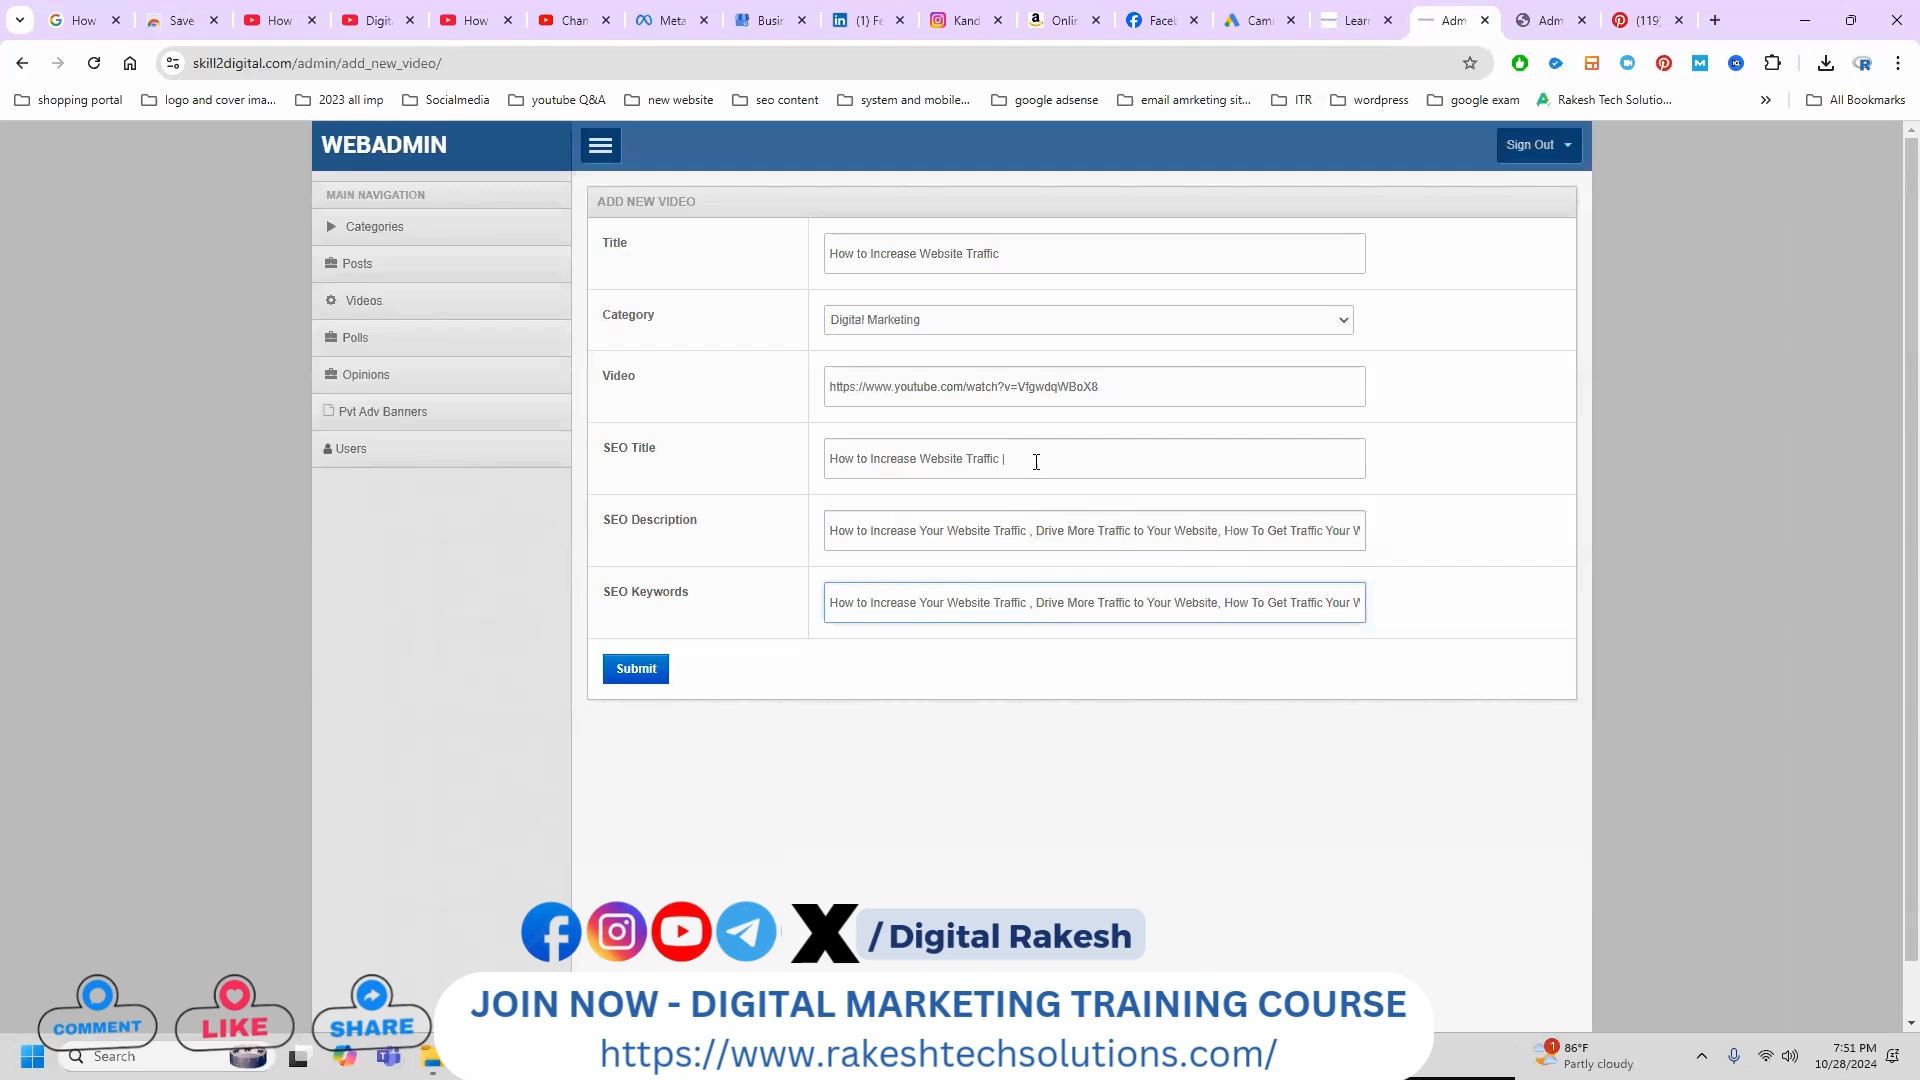 How
Save
How
Digit
How
Chan
Meta
Busin
(1) Fe
Kand
Onlin
Faceb
Cam
Learn
Adm
Adm
(119)
skill2digital.com/admin/add_new_video/
shopping portal
logo and cover ima...
2023 all imp
Socialmedia
youtube Q&A
new website
seo content
system and mobile...
google adsense
email amrketing sit...
ITR
wordpress
google exam
Rakesh Tech Solutio...
All Bookmarks
WEBADMIN
Sign Out
MAIN NAVIGATION
Categories
Posts
Videos
Polls
Opinions
Pvt Adv Banners
Users
ADD NEW VIDEO
Title
How to Increase Website Traffic
Category
Digital Marketing
Video
https://www.youtube.com/watch?v=VfgwdqWBoX8
SEO Title
How to Increase Website Traffic |
SEO Description
How to Increase Your Website Traffic , Drive More Traffic to Your Website, How To Get Traffic Your W
SEO Keywords
How to Increase Your Website Traffic , Drive More Traffic to Your Website, How To Get Traffic Your W
Submit
/ Digital Rakesh
COMMENT
LIKE
SHARE
JOIN NOW - DIGITAL MARKETING TRAINING COURSE
https://www.rakeshtechsolutions.com/
Search
1
86°F
Partly cloudy
7:51 PM
10/28/2024